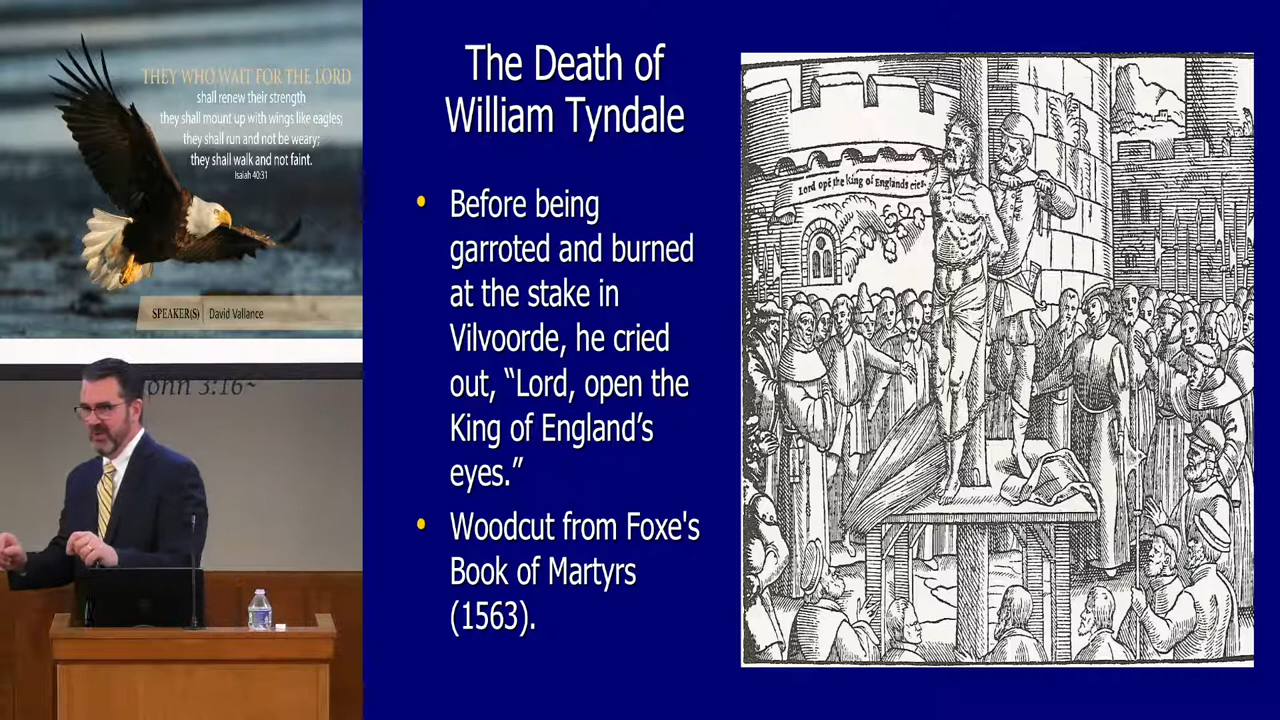 THEY WHO WAIT FOR THE LORD
shall renew their strength
they shall mount up with wings like eagles;
they shall run and not be weary;
they shall walk and not faint.
Isaiah 40:31
SPEAKER(S) David Vallance
John 3:16~
The Death of
William Tyndale
• Before being
garroted and burned
at the stake in
Vilvoorde, he cried
out, “Lord, open the
King of England’s
eyes.”
• Woodcut from Foxe's
Book of Martyrs
(1563).
Lord opē the king of Englands eies.